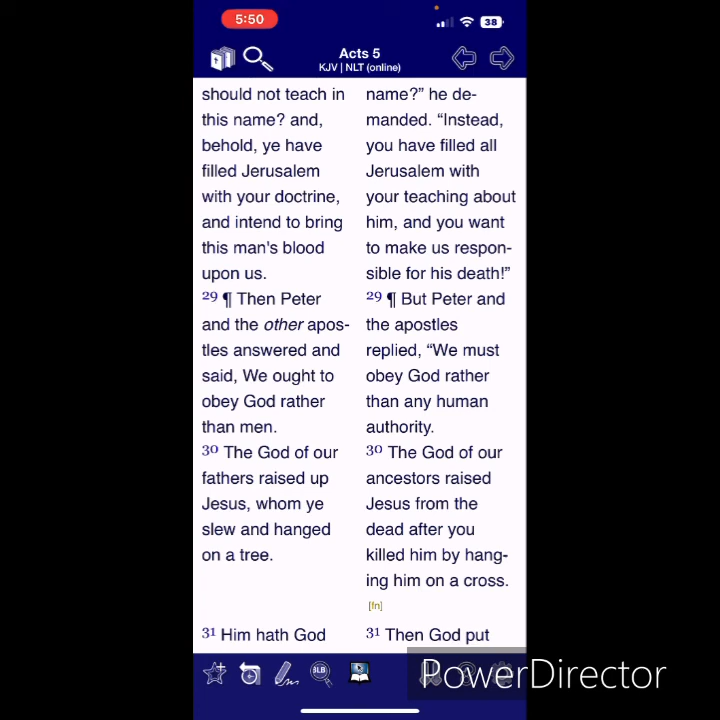 5:50
38
Acts 5
KJV | NLT (online)
should not teach in
this name? and,
behold, ye have
filled Jerusalem
with your doctrine,
and intend to bring
this man's blood
upon us.
29 ¶ Then Peter
and the other apos-
tles answered and
said, We ought to
obey God rather
than men.
30 The God of our
fathers raised up
Jesus, whom ye
slew and hanged
on a tree.
31 Him hath God
name?” he de-
manded. “Instead,
you have filled all
Jerusalem with
your teaching about
him, and you want
to make us respon-
sible for his death!”
29 ¶ But Peter and
the apostles
replied, “We must
obey God rather
than any human
authority.
30 The God of our
ancestors raised
Jesus from the
dead after you
killed him by hang-
ing him on a cross.
[fn]
31 Then God put
BLB
PowerDirector